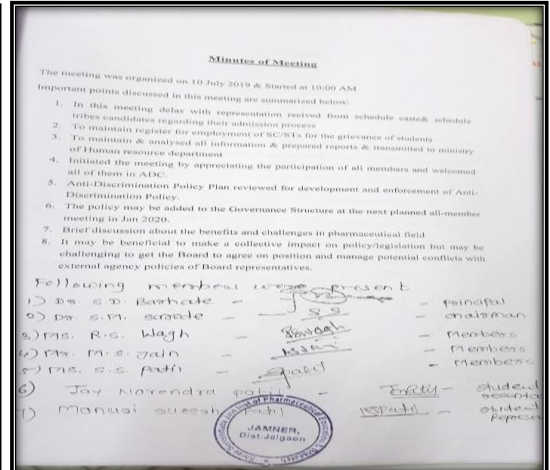 Minutes of Meeting
The meeting was organized on 10 July 2019 & Started at 10:00 AM
Important points discussed in this meeting are summarized below:
1. In this meeting delas with representation recived from schedule caste& schedule
tribes candidates regarding their admission process
2. To maintain register for employment of SC/STs for the grievance of students
3. To maintain & analysed all information & prepared reports & transmitted to ministry
of Human resource department
4. Initiated the meeting by appreciating the participation of all members and welcomed
all of them in ADC.
5. Anti-Discrimination Policy Plan reviewed for development and enforcement of Anti-
Discrimination Policy.
6. The policy may be added to the Governance Structure at the next planned all-member
meeting in Jan 2020.
7. Brief discussion about the benefits and challenges in pharmaceutical field
8. It may be beneficial to make a collective impact on policy/legislation but may be
challenging to get the Board to agree on position and manage potential conflicts with
external agency policies of Board representatives.
Following members were present
1) Dr. S.D. Barhate - principal
2) Dr. S.M. - chairman
3) Ms. R.G. Wagh - Members
4) Mr. M.S. Jain - Members
5) Ms. S.S. Patil - Patil - Members
6) Jay Narendra patil - student
7) Mansi suresh patil - student
JAMNER,
Dist.Jalgaon